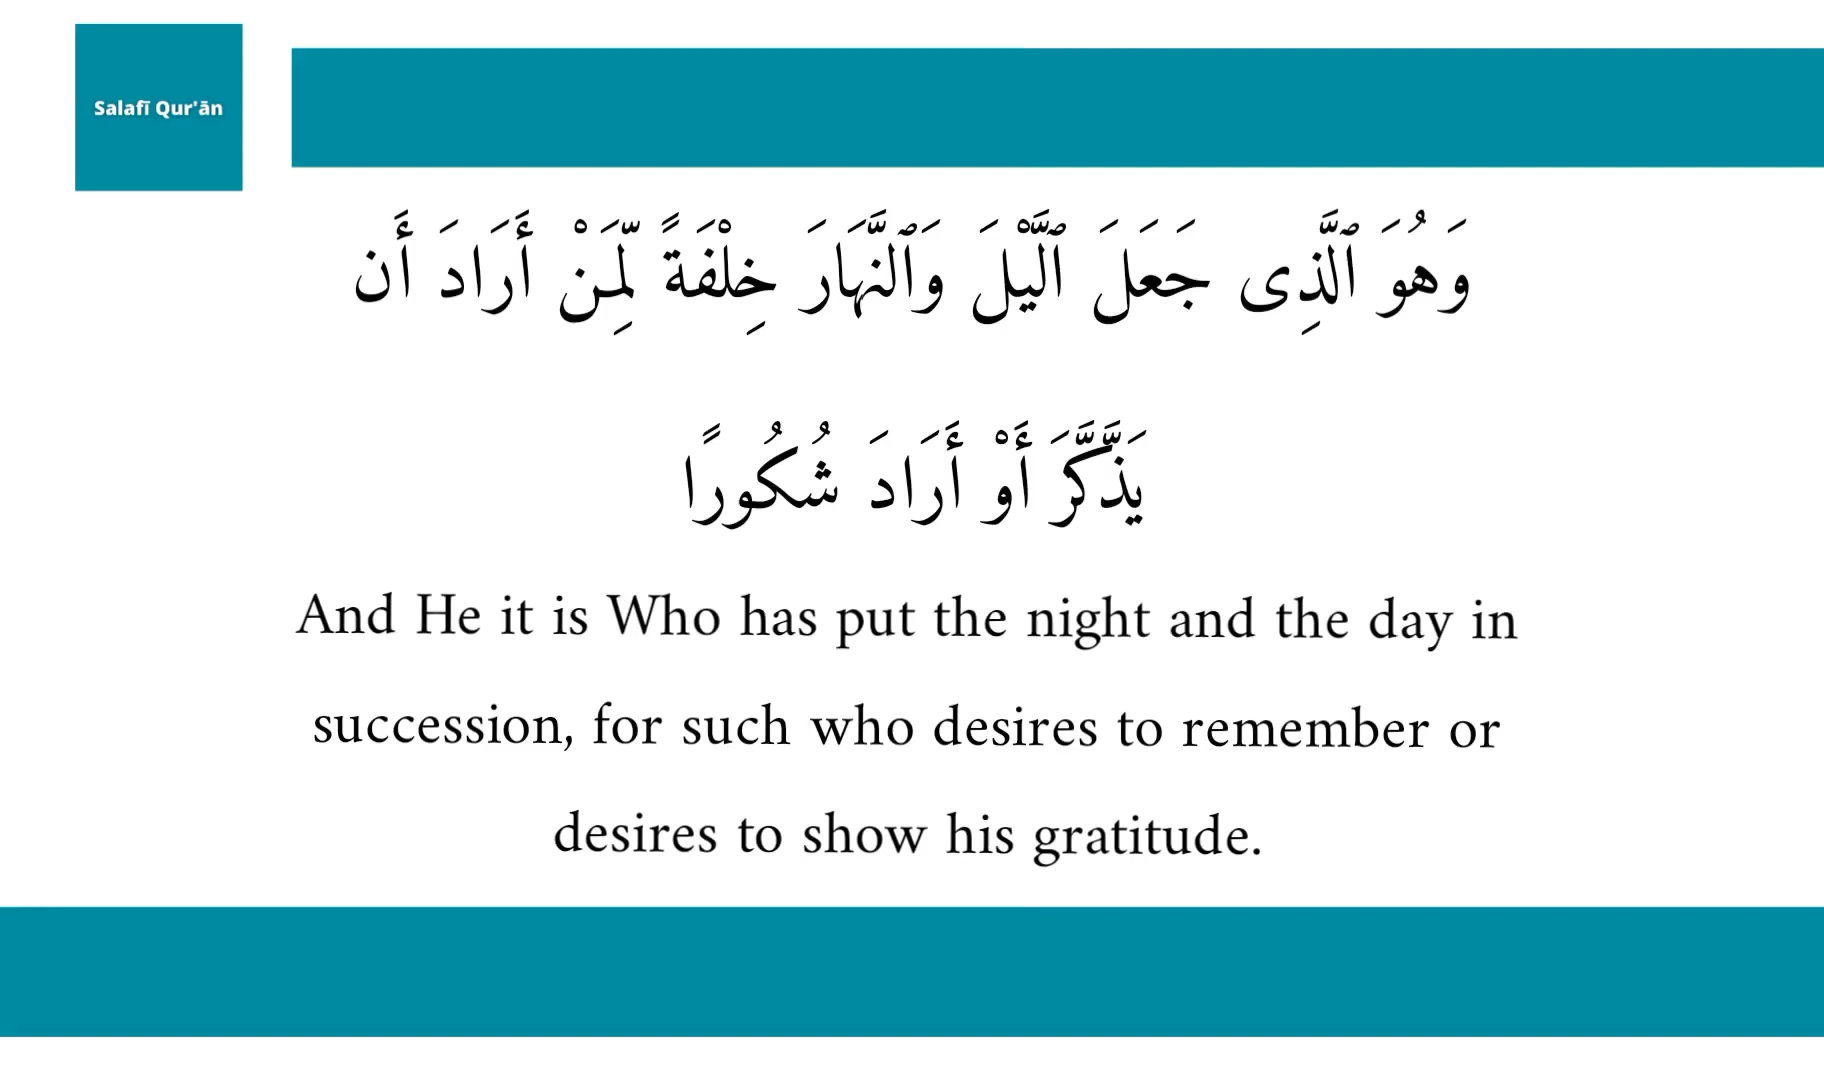 Salafī Qur'ān
وَهُوَ ٱلَّذِى جَعَلَ ٱلَّيْلَ وَٱلنَّهَارَ خِلْفَةً لِّمَنْ أَرَادَ أَن
يَذَّكَّرَ أَوْ أَرَادَ شُكُورًا
And He it is Who has put the night and the day in
succession, for such who desires to remember or
desires to show his gratitude.